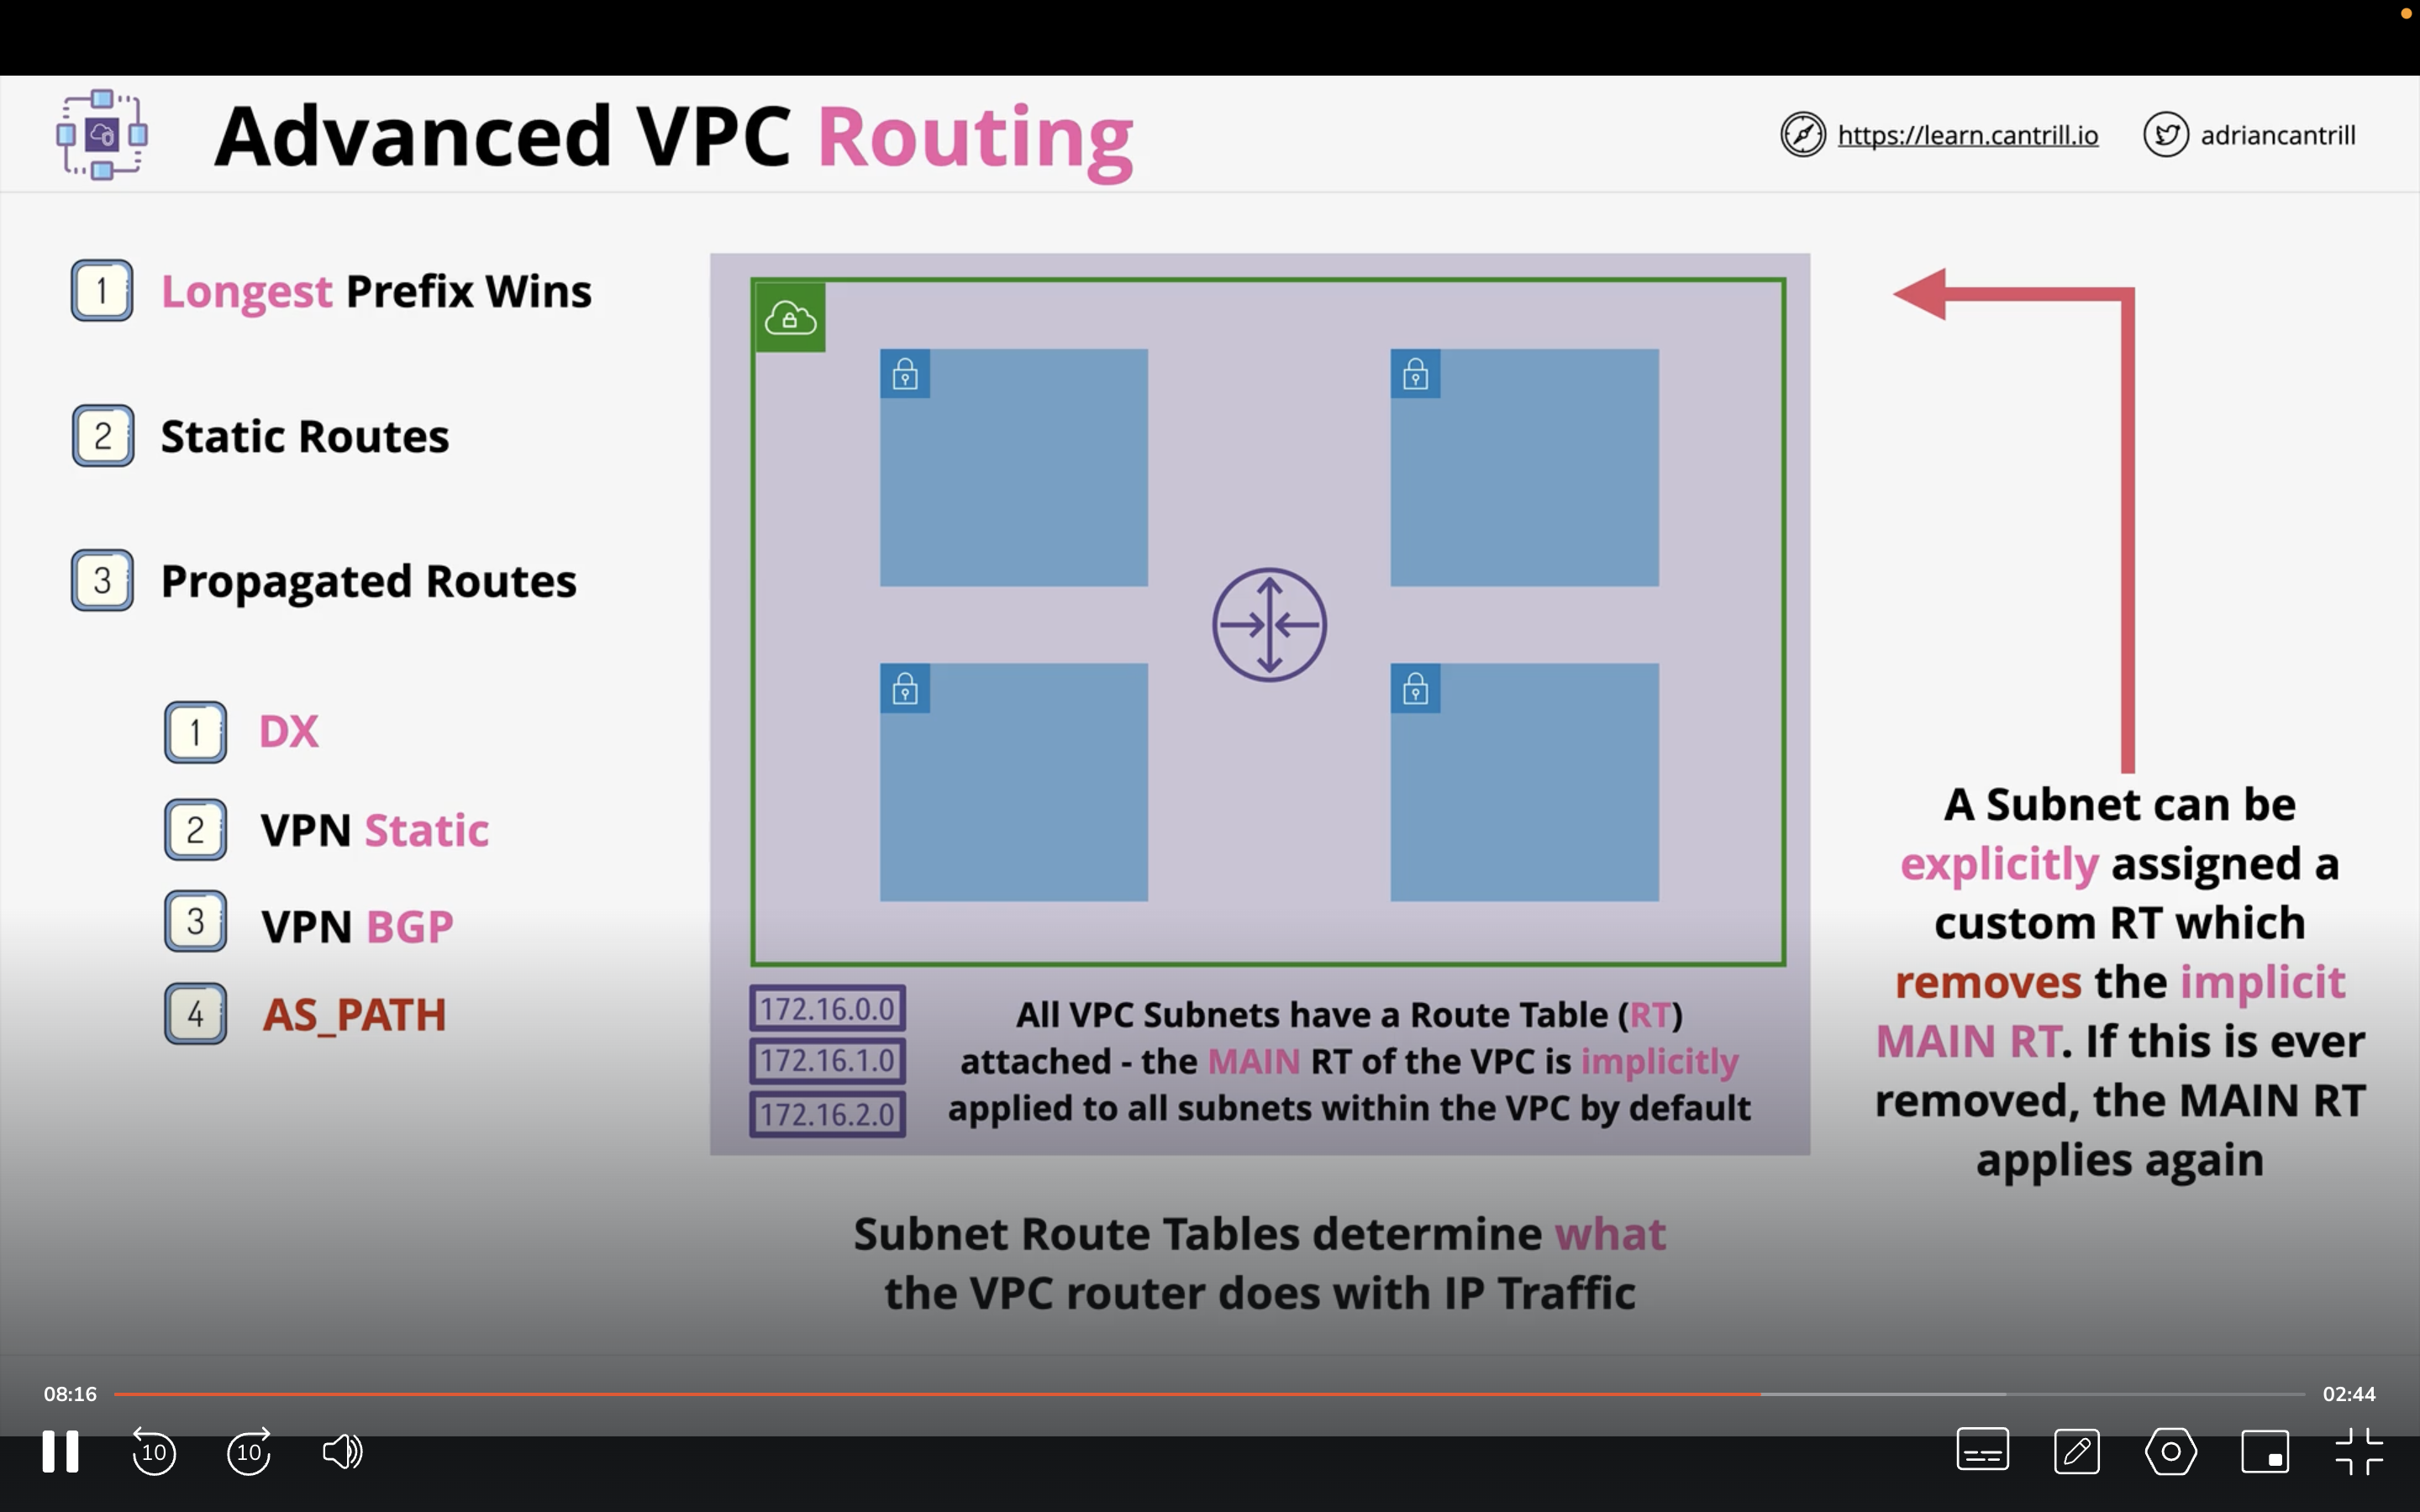 Advanced VPC Routing
https://learn.cantrill.io
adriancantrill
1 Longest Prefix Wins
2 Static Routes
3 Propagated Routes
1 DX
2 VPN Static
3 VPN BGP
4 AS_PATH
172.16.0.0
172.16.1.0
172.16.2.0
All VPC Subnets have a Route Table (RT)
attached - the MAIN RT of the VPC is implicitly
applied to all subnets within the VPC by default
A Subnet can be
explicitly assigned a
custom RT which
removes the implicit
MAIN RT. If this is ever
removed, the MAIN RT
applies again
Subnet Route Tables determine what
the VPC router does with IP Traffic
08:16
02:44
10
10